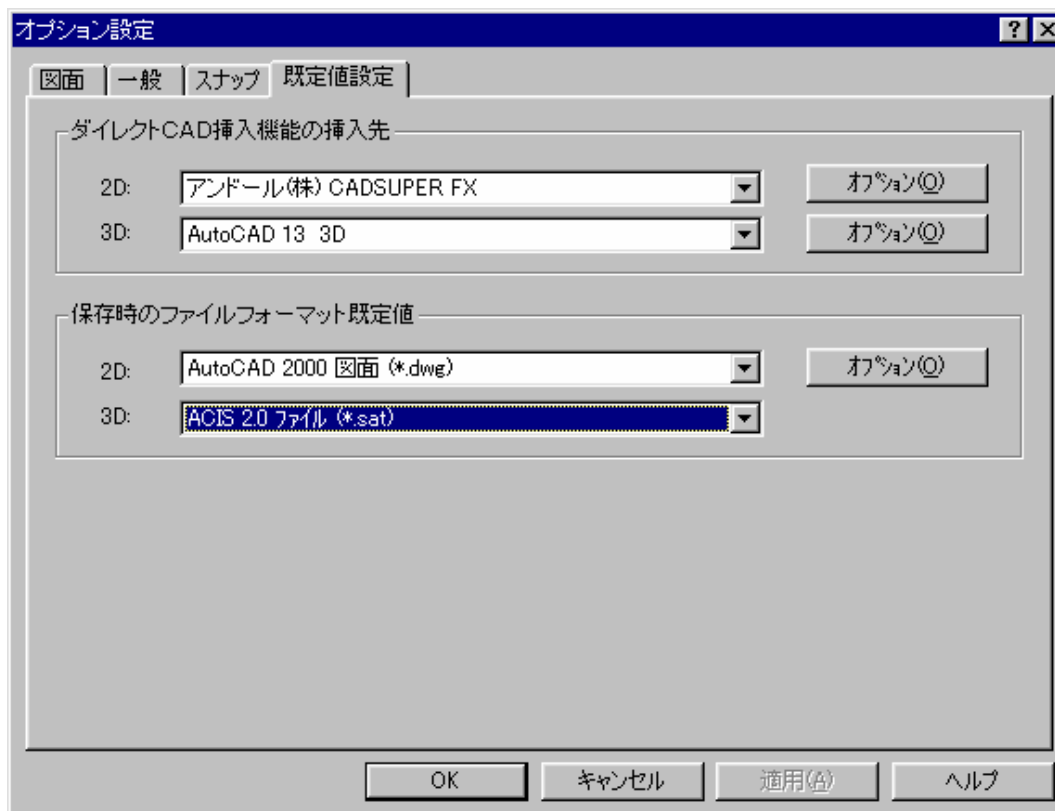 オプション設定
図面 一般 スナップ 既定値設定
ダイレクトCAD挿入機能の挿入先
2D: アンドール(株) CADSUPER FX オプション(O)
3D: AutoCAD 13 3D オプション(O)
保存時のファイルフォーマット既定値
2D: AutoCAD 2000 図面 (*.dwg) オプション(O)
3D: ACIS 2.0 ファイル (*.sat)
OK キャンセル 適用(A) ヘルプ